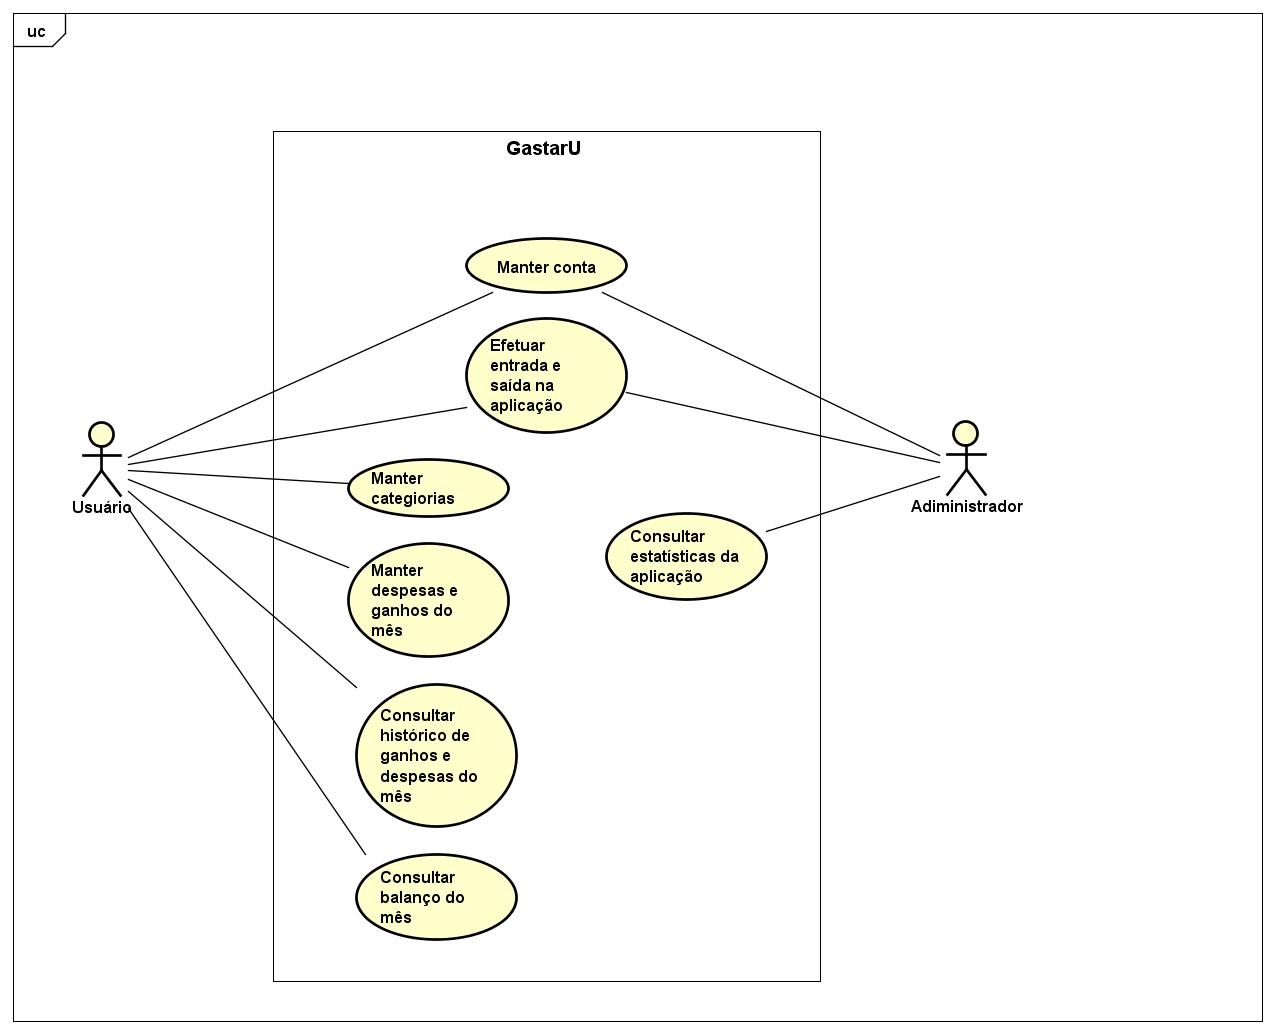 uc
GastarU
Manter conta
Efetuar
entrada e
saída na
aplicação
Usuário
Adiministrador
Manter
categiorias
Consultar
estatísticas da
aplicação
Manter
despesas e
ganhos do
mês
Consultar
histórico de
ganhos e
despesas do
mês
Consultar
balanço do
mês